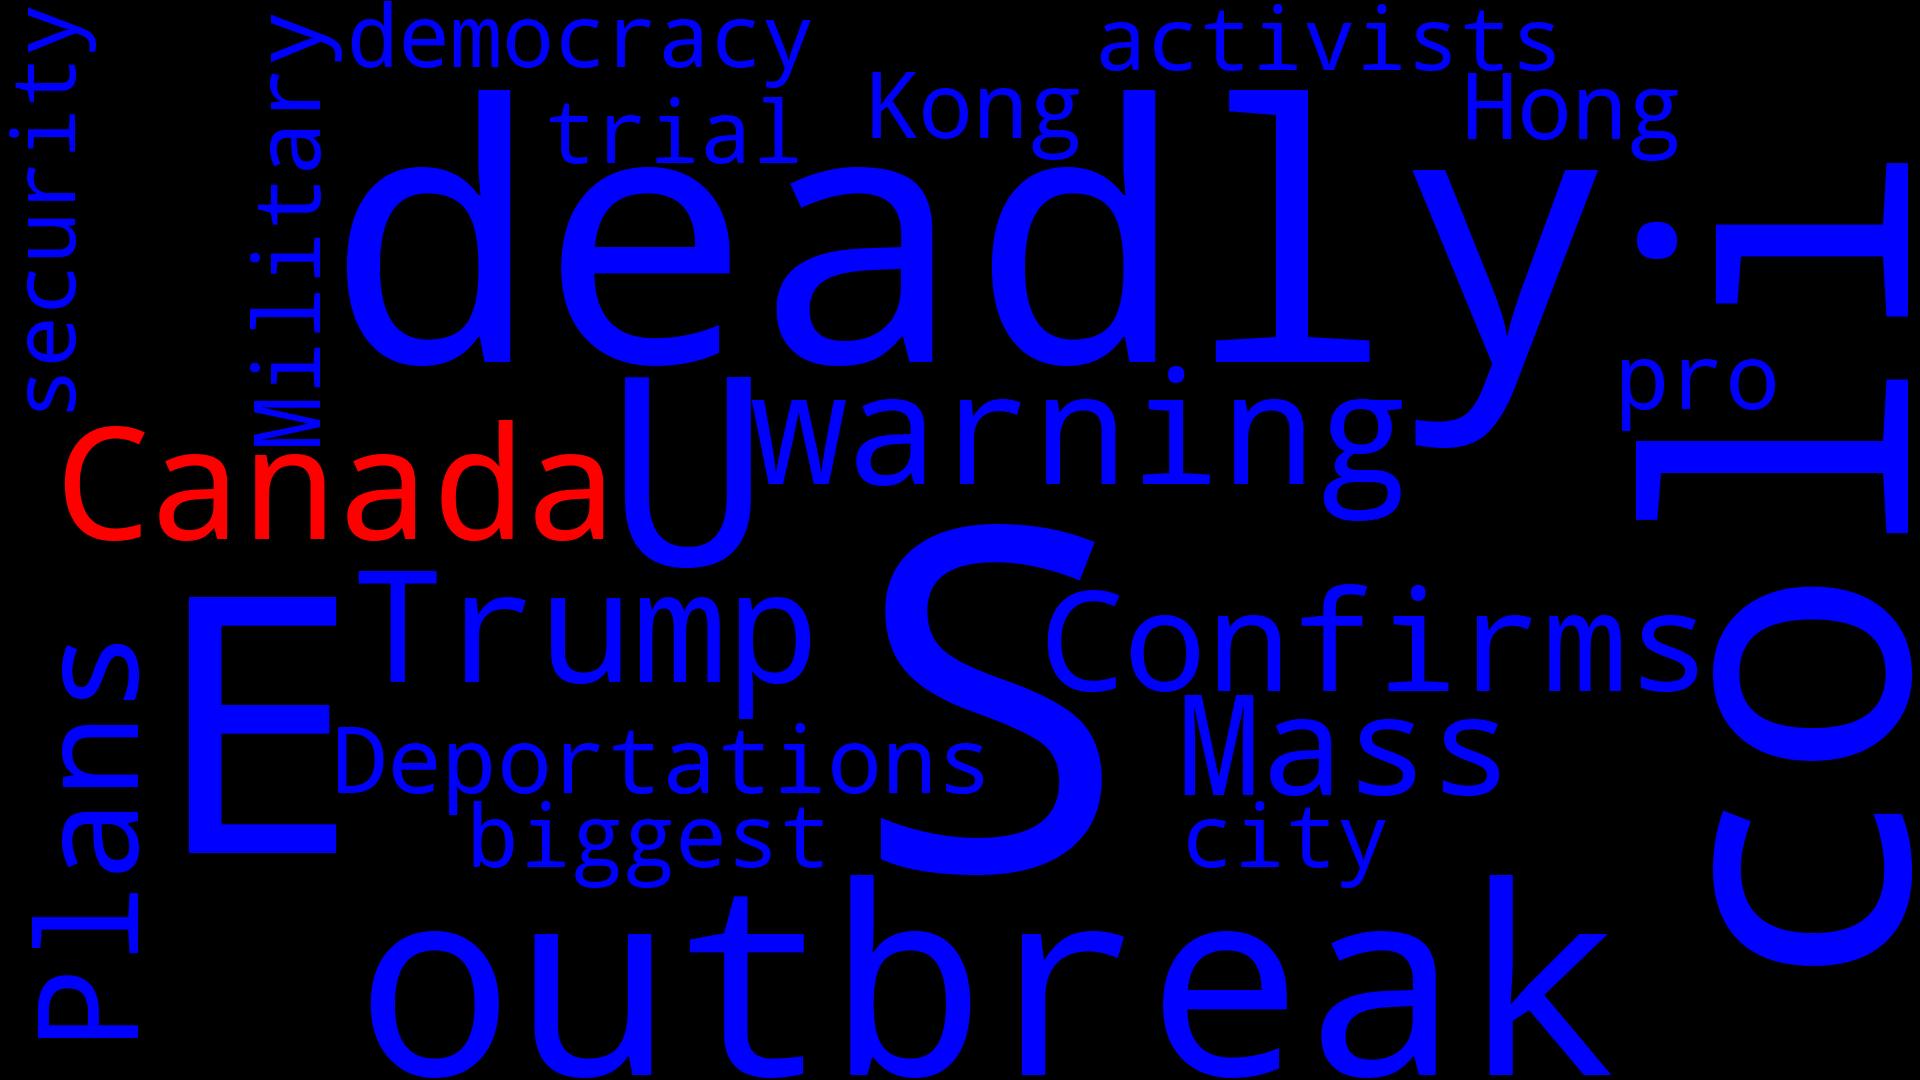 security
Military
democracy
activists
trial
Kong
Hong
deadly
coli
pro
warning
Canada
U
S
Trump
Confirms
E
Plans
Deportations
Mass
biggest
city
outbreak